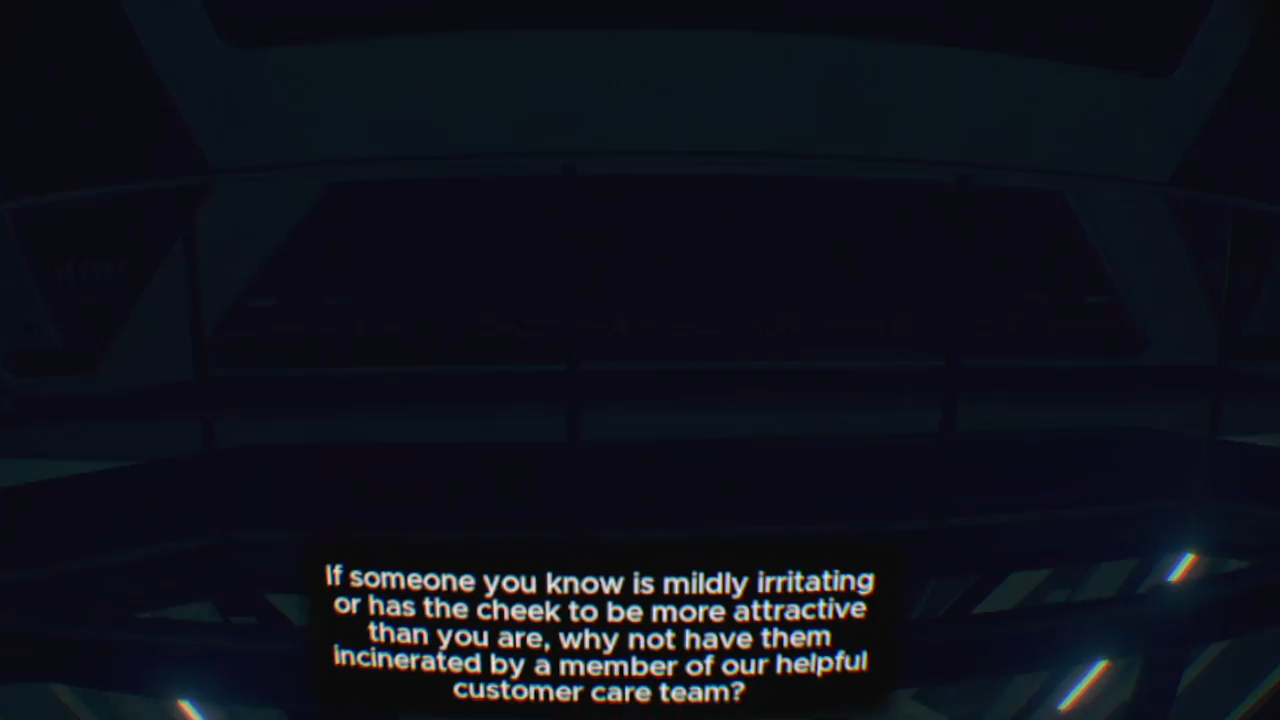 If someone you know is mildly irritating
or has the cheek to be more attractive
than you are, why not have them
incinerated by a member of our helpful
customer care team?